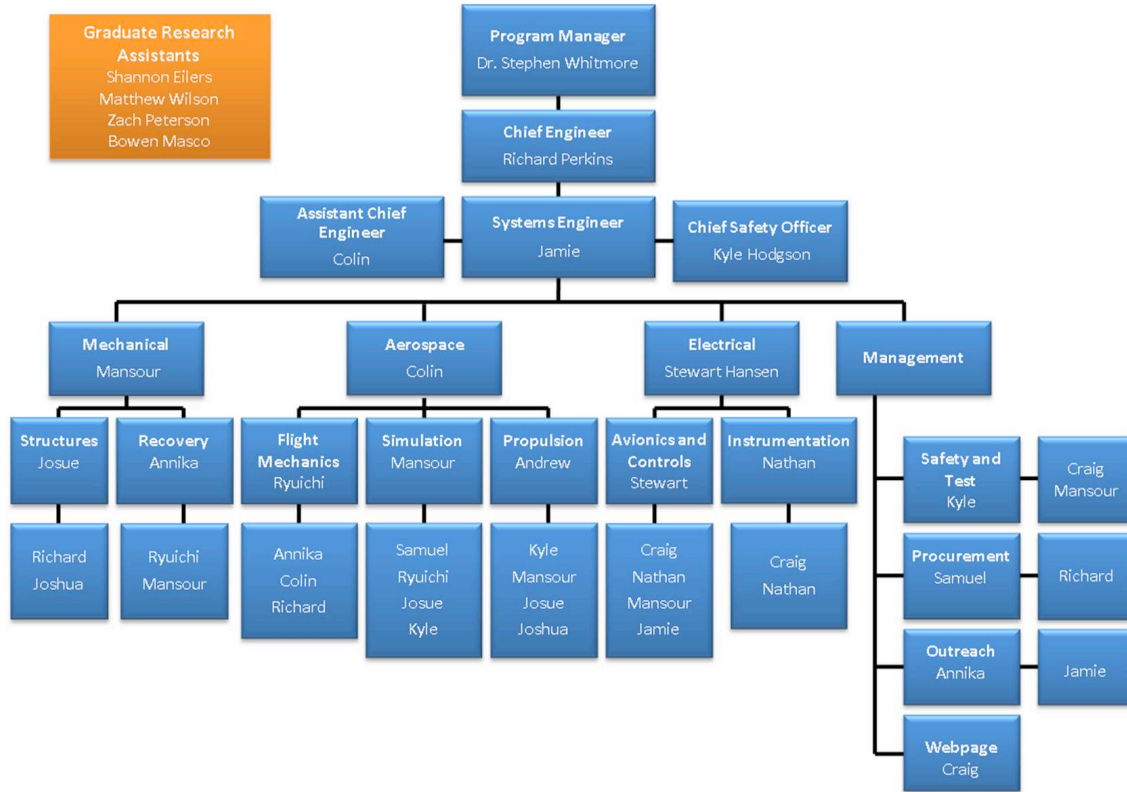 Graduate Research
Assistants
Shannon Eilers
Matthew Wilson
Zach Peterson
Bowen Masco
Program Manager
Dr. Stephen Whitmore
Chief Engineer
Richard Perkins
Assistant Chief
Engineer
Colin
Systems Engineer
Jamie
Chief Safety Officer
Kyle Hodgson
Mechanical
Mansour
Aerospace
Colin
Electrical
Stewart Hansen
Management
Structures
Josue
Recovery
Annika
Flight
Mechanics
Ryuichi
Simulation
Mansour
Propulsion
Andrew
Avionics and
Controls
Stewart
Instrumentation
Nathan
Richard
Joshua
Ryuichi
Mansour
Annika
Colin
Richard
Samuel
Ryuichi
Josue
Kyle
Kyle
Mansour
Josue
Joshua
Craig
Nathan
Mansour
Jamie
Craig
Nathan
Safety and
Test
Kyle
Craig
Mansour
Procurement
Samuel
Richard
Outreach
Annika
Jamie
Webpage
Craig